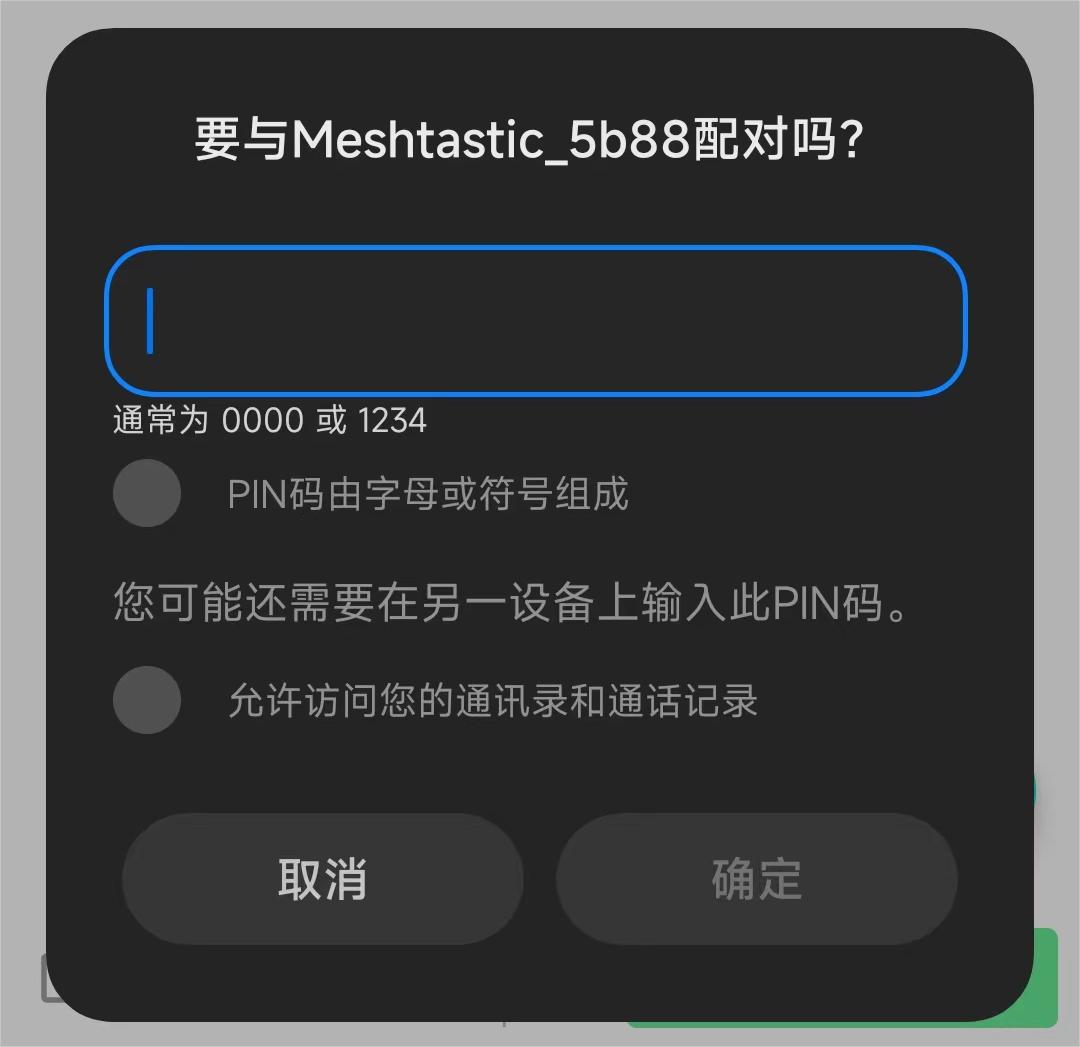 要与Meshtastic_5b88配对吗？
通常为 0000 或 1234
PIN码由字母或符号组成
您可能还需要在另一设备上输入此PIN码。
允许访问您的通讯录和通话记录
取消
确定